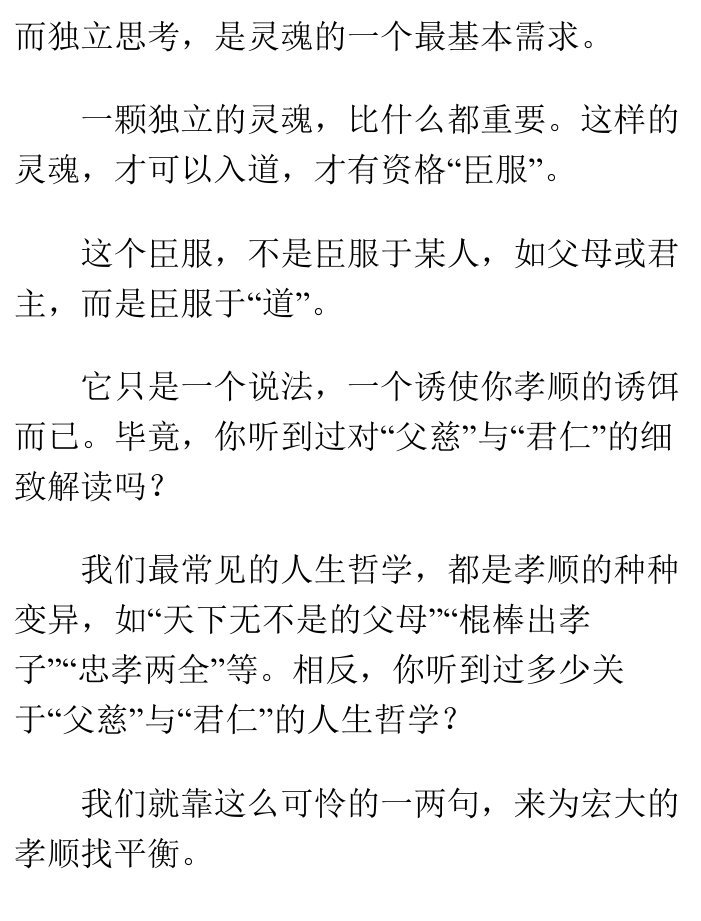 而独立思考，是灵魂的一个最基本需求。
一颗独立的灵魂，比什么都重要。这样的
灵魂，才可以入道，才有资格“臣服”。
这个臣服，不是臣服于某人，如父母或君
主，而是臣服于“道”。
它只是一个说法，一个诱使你孝顺的诱饵
而已。毕竟，你听到过对“父慈”与“君仁”的细
致解读吗？
我们最常见的人生哲学，都是孝顺的种种
变异，如“天下无不是的父母”“棍棒出孝
子”“忠孝两全”等。相反，你听到过多少关
于“父慈”与“君仁”的人生哲学？
我们就靠这么可怜的一两句，来为宏大的
孝顺找平衡。